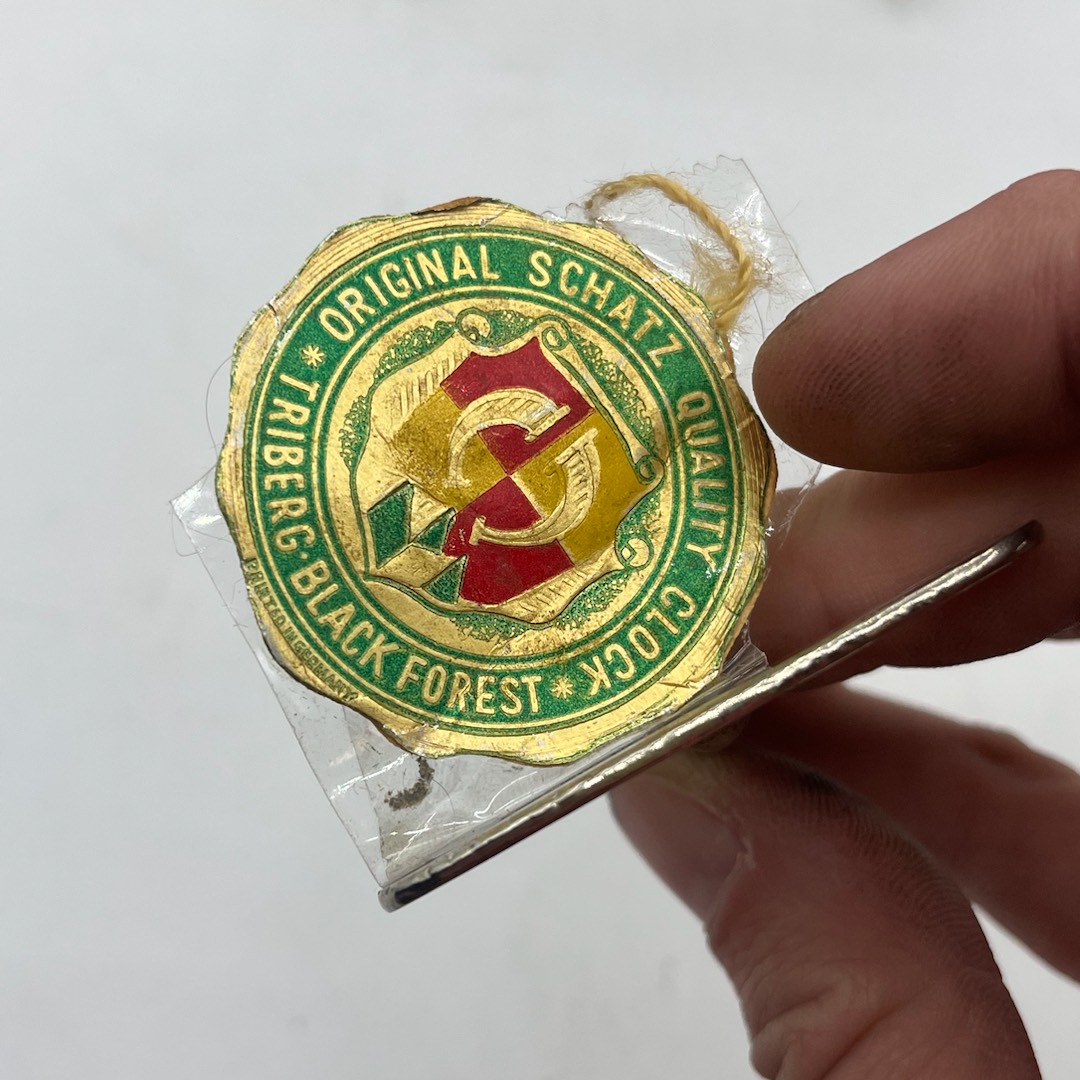 * ORIGINAL SCHATZ QUALITY CLOCK *
TRIBERG · BLACK FOREST
PRINTED IN GERMANY
S